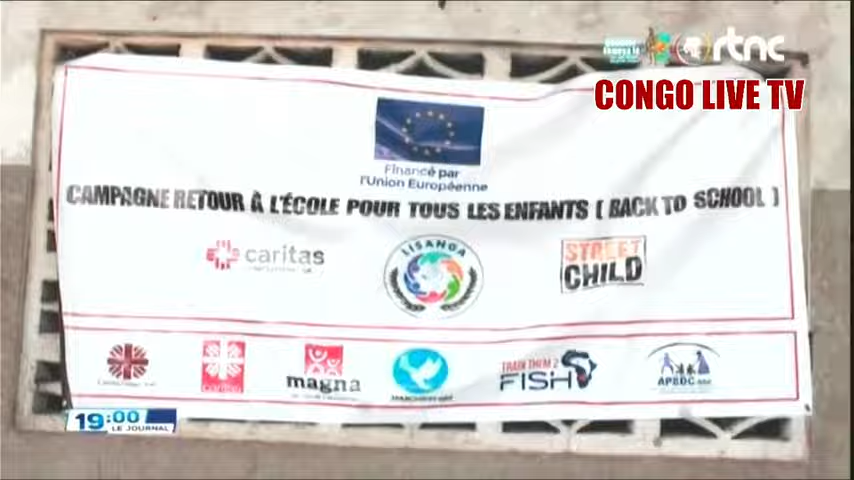 rtnc
CONGO LIVE TV
Financé par
l'Union Européenne
CAMPAGNE RETOUR À L'ÉCOLE POUR TOUS LES ENFANTS ( BACK TO SCHOOL )
caritas
LISANGA
STREET
CHILD
magna
TRAIN THEM 2
FISH
APEDC
19:00
LE JOURNAL